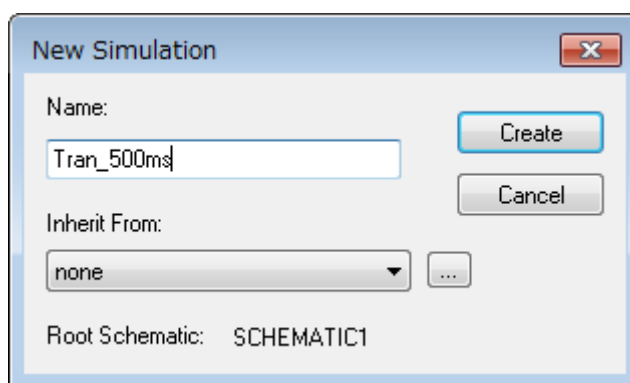 New Simulation
Name:
Create
Tran_500ms
Cancel
Inherit From:
none
...
Root Schematic: SCHEMATIC1